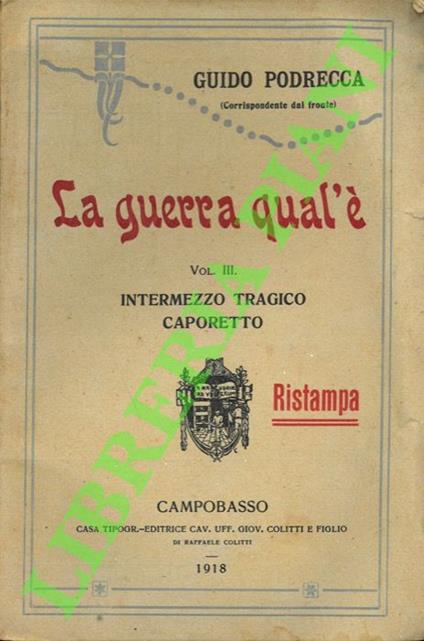 GUIDO PODRECCA
(Corrispondente dal fronte)
La guerra qual'è
VOL. III.
INTERMEZZO TRAGICO
CAPORETTO
Ristampa
CAMPOBASSO
CASA TIPOGR.-EDITRICE CAV. UFF. GIOV. COLITTI E FIGLIO
DI RAFFAELE COLITTI
1918
LIBRERIA PIANI